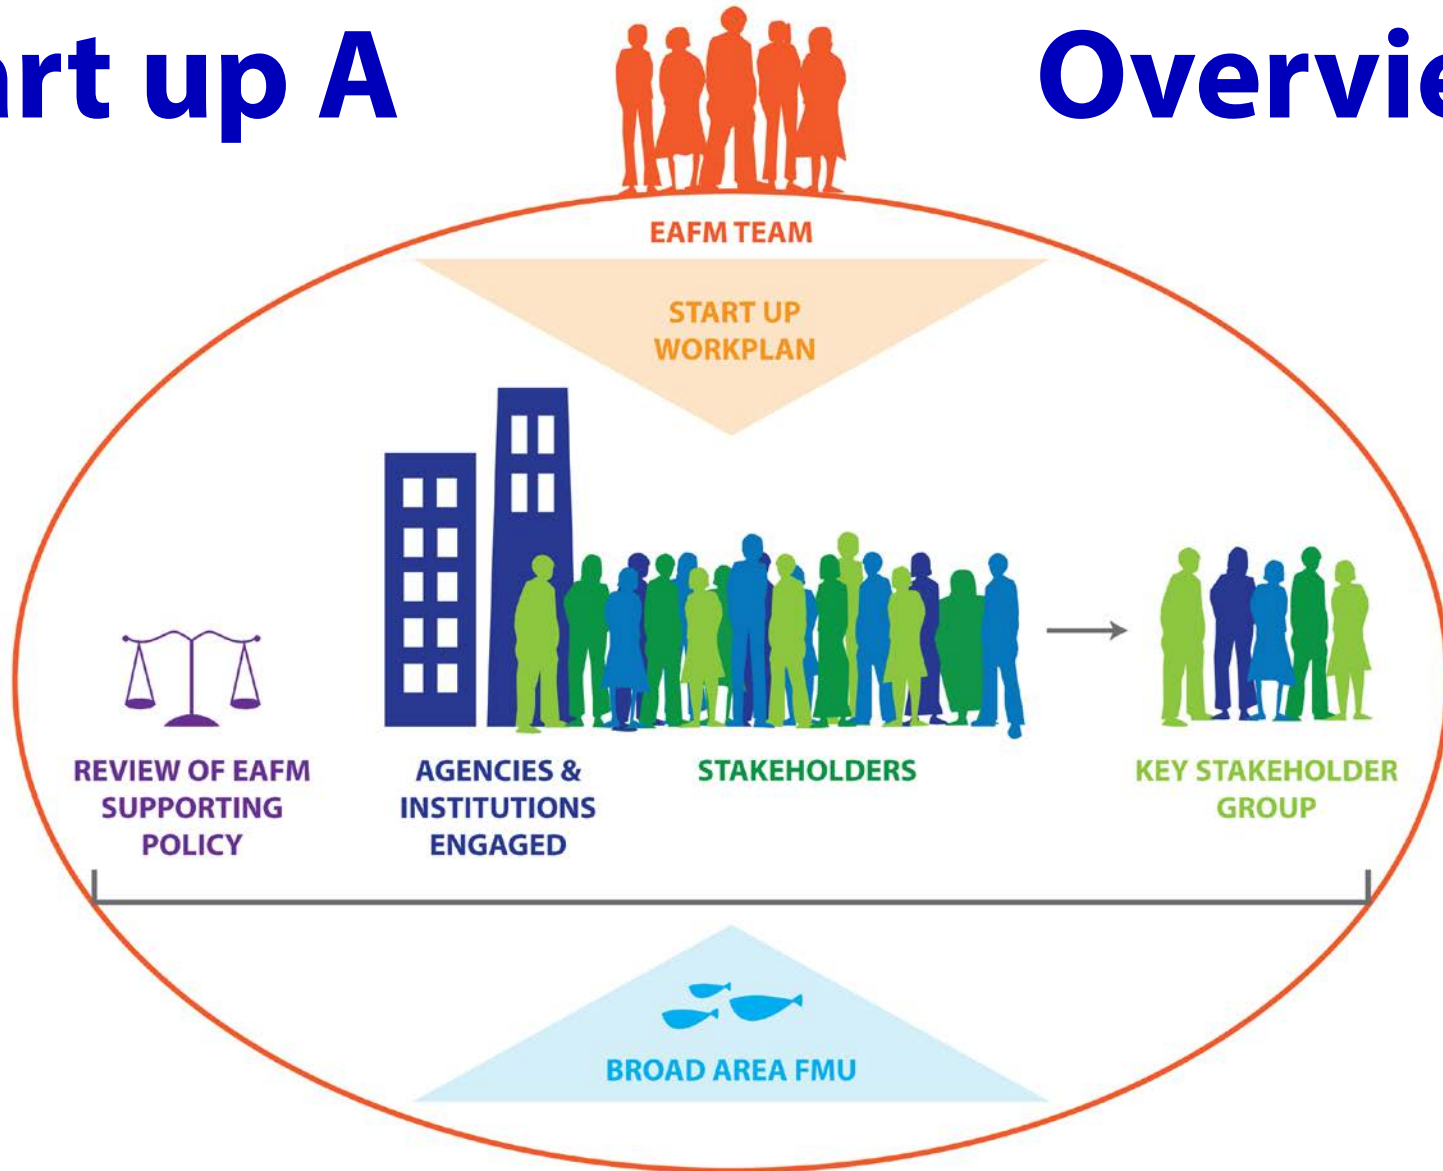 art up A
Overvie
EAFM TEAM
START UP
WORKPLAN
REVIEW OF EAFM
SUPPORTING
POLICY
AGENCIES &
INSTITUTIONS
ENGAGED
STAKEHOLDERS
KEY STAKEHOLDER
GROUP
BROAD AREA FMU